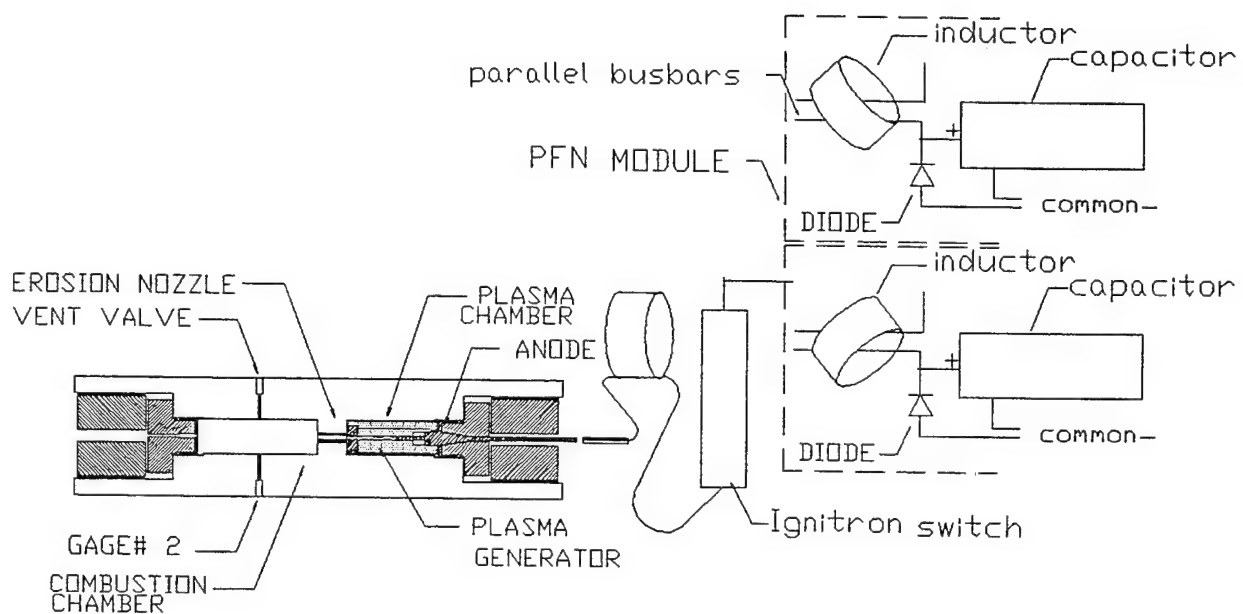 inductor
capacitor
parallel busbars
+
PFN MODULE
DIODE
common-
inductor
capacitor
EROSION NOZZLE
VENT VALVE
PLASMA
CHAMBER
ANODE
+
DIODE
common-
GAGE# 2
COMBUSTION
CHAMBER
PLASMA
GENERATOR
Ignitron switch